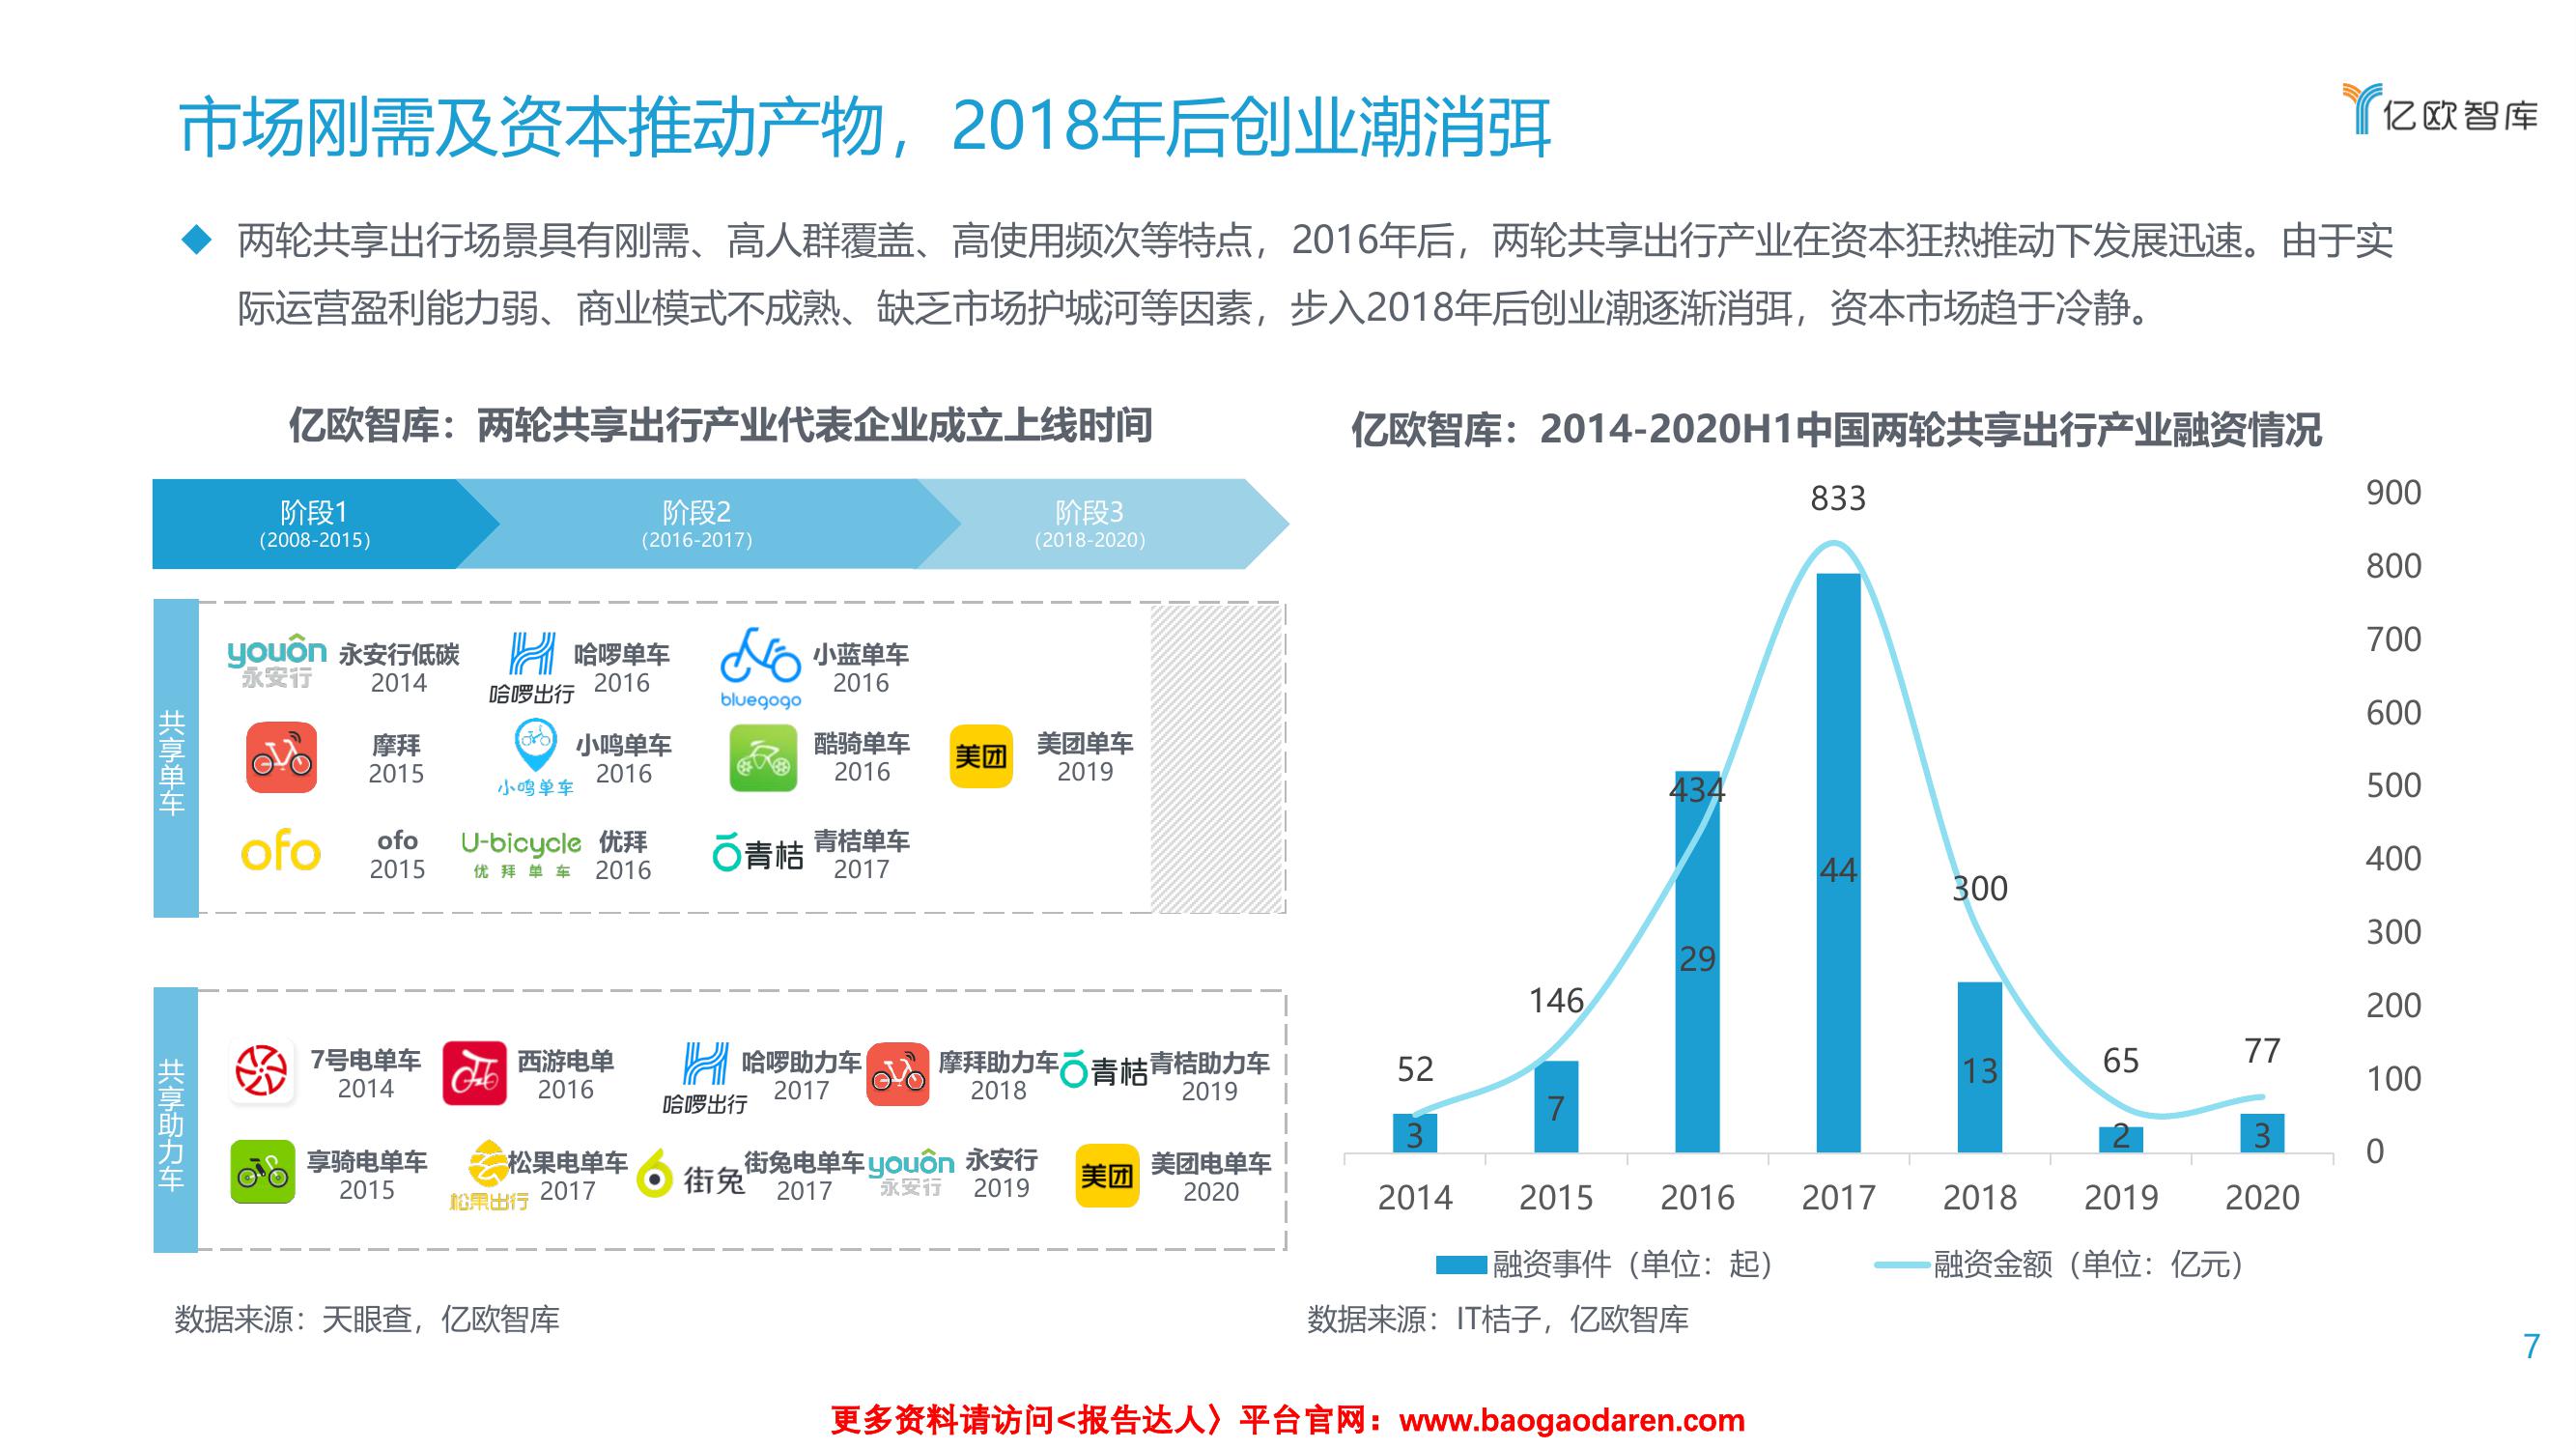 市场刚需及资本推动产物，2018年后创业潮消弭
亿欧智库
两轮共享出行场景具有刚需、高人群覆盖、高使用频次等特点，2016年后，两轮共享出行产业在资本狂热推动下发展迅速。由于实
际运营盈利能力弱、商业模式不成熟、缺乏市场护城河等因素，步入2018年后创业潮逐渐消弭，资本市场趋于冷静。
亿欧智库：两轮共享出行产业代表企业成立上线时间
阶段1
（2008-2015）
阶段2
（2016-2017）
阶段3
（2018-2020）
共享单车
youon
永安行
永安行低碳
2014
哈啰出行
哈啰单车
2016
bluegogo
小蓝单车
2016
摩拜
2015
小鸣单车
小鸣单车
2016
酷骑单车
2016
美团
美团单车
2019
ofo
ofo
2015
U-bicycle
优拜单车
优拜
2016
青桔
青桔单车
2017
共享助力车
7号电单车
2014
西游电单
2016
哈啰出行
哈啰助力车
2017
摩拜助力车
2018
青桔
青桔助力车
2019
享骑电单车
2015
松果出行
松果电单车
2017
街兔
街兔电单车
2017
youon
永安行
永安行
2019
美团
美团电单车
2020
数据来源：天眼查，亿欧智库
亿欧智库：2014-2020H1中国两轮共享出行产业融资情况
900
800
700
600
500
400
300
200
100
0
52
146
434
833
300
65
77
3
7
29
44
13
2
3
2014
2015
2016
2017
2018
2019
2020
融资事件（单位：起）
融资金额（单位：亿元）
数据来源：IT桔子，亿欧智库
7
更多资料请访问<报告达人〉平台官网：www.baogaodaren.com